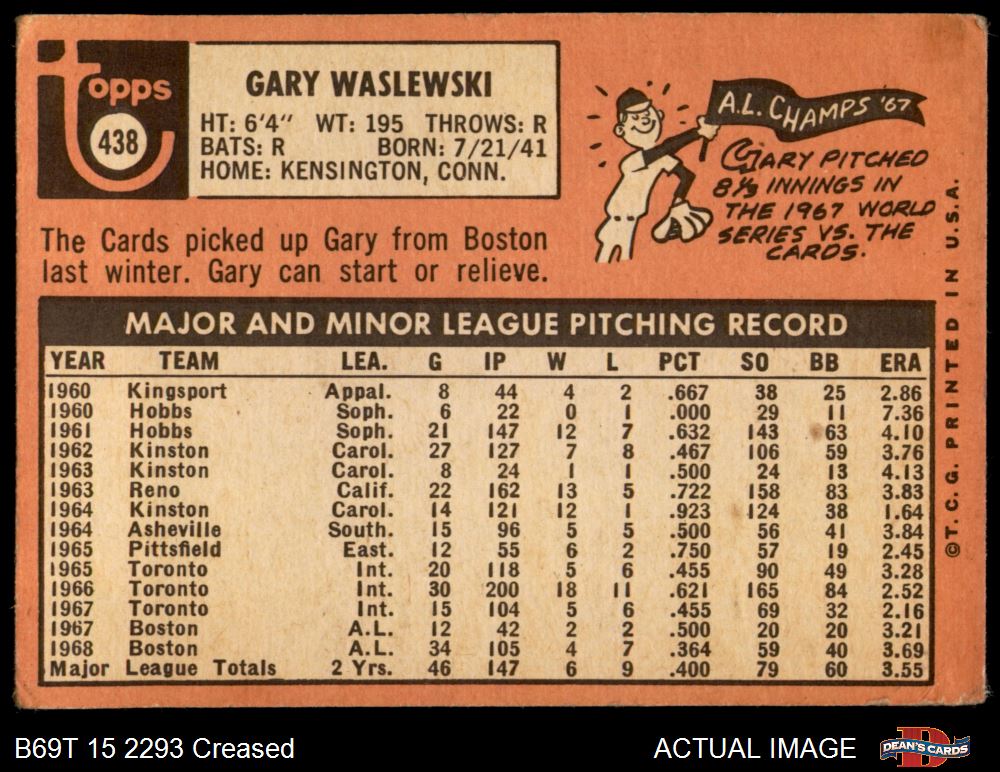 Topps
438
GARY WASLEWSKI
HT: 6'4" WT: 195 THROWS: R
BATS: R BORN: 7/21/41
HOME: KENSINGTON, CONN.
A.L. CHAMPS '67
GARY PITCHED
8 1/3 INNINGS IN
THE 1967 WORLD
SERIES VS. THE
CARDS.
The Cards picked up Gary from Boston
last winter. Gary can start or relieve.
MAJOR AND MINOR LEAGUE PITCHING RECORD
YEAR TEAM LEA. G IP W L PCT SO BB ERA
1960 Kingsport Appal. 8 44 4 2 .667 38 25 2.86
1960 Hobbs Soph. 6 22 0 1 .000 29 11 7.36
1961 Hobbs Soph. 21 147 12 7 .632 143 63 4.10
1962 Kinston Carol. 27 127 7 8 .467 106 59 3.76
1963 Kinston Carol. 8 24 1 1 .500 24 13 4.13
1963 Reno Calif. 22 162 13 5 .722 158 83 3.83
1964 Kinston Carol. 14 121 12 1 .923 124 38 1.64
1964 Asheville South. 15 96 5 5 .500 56 41 3.84
1965 Pittsfield East. 12 55 6 2 .750 57 19 2.45
1965 Toronto Int. 20 118 5 6 .455 90 49 3.28
1966 Toronto Int. 30 200 18 11 .621 165 84 2.52
1967 Toronto Int. 15 104 5 6 .455 69 32 2.16
1967 Boston A.L. 12 42 2 2 .500 20 20 3.21
1968 Boston A.L. 34 105 4 7 .364 59 40 3.69
Major League Totals 2 Yrs. 46 147 6 9 .400 79 60 3.55
©T. C. G. PRINTED IN U.S.A.
B69T 15 2293 Creased
ACTUAL IMAGE
DEAN'S CARDS